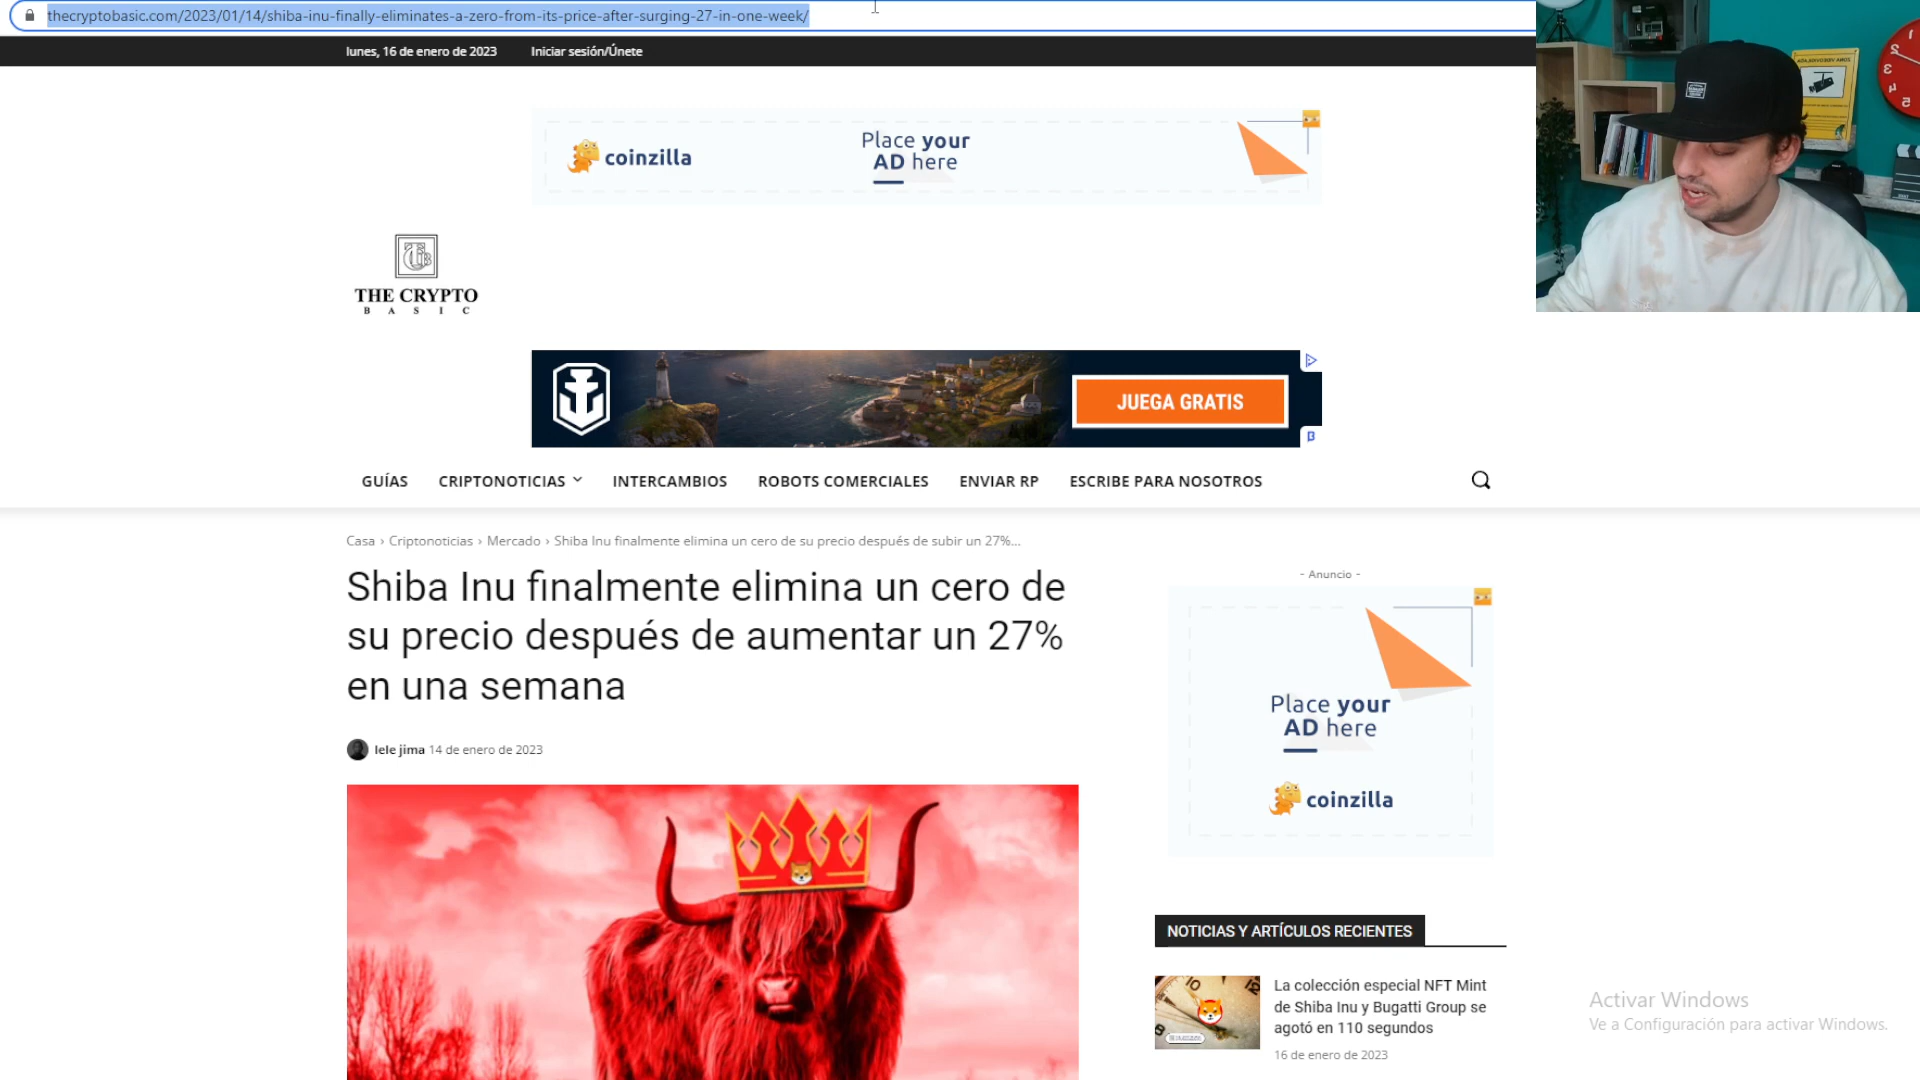 thecryptobasic.com/2023/01/14/shiba-inu-finally-eliminates-a-zero-from-its-price-after-surging-27-in-one-week/
lunes, 16 de enero de 2023 Iniciar sesión/Únete
coinzilla
Place your
AD here
THE CRYPTO
BASIC
JUEGA GRATIS
GUÍAS CRIPTONOTICIAS INTERCAMBIOS ROBOTS COMERCIALES ENVIAR RP ESCRIBE PARA NOSOTROS
Casa › Criptonoticias › Mercado › Shiba Inu finalmente elimina un cero de su precio después de subir un 27%...
Shiba Inu finalmente elimina un cero de
su precio después de aumentar un 27%
en una semana
lele jima 14 de enero de 2023
- Anuncio -
Place your
AD here
coinzilla
NOTICIAS Y ARTÍCULOS RECIENTES
La colección especial NFT Mint
de Shiba Inu y Bugatti Group se
agotó en 110 segundos
16 de enero de 2023
Activar Windows
Ve a Configuración para activar Windows.